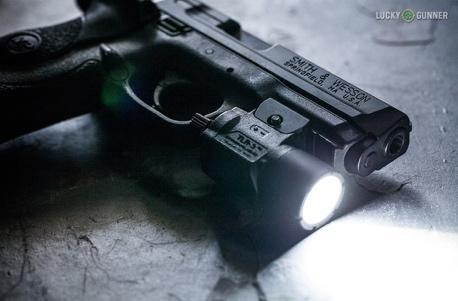 LUCKY GUNNER
SMITH & WESSON
SPRINGFIELD, MA U.S.A.